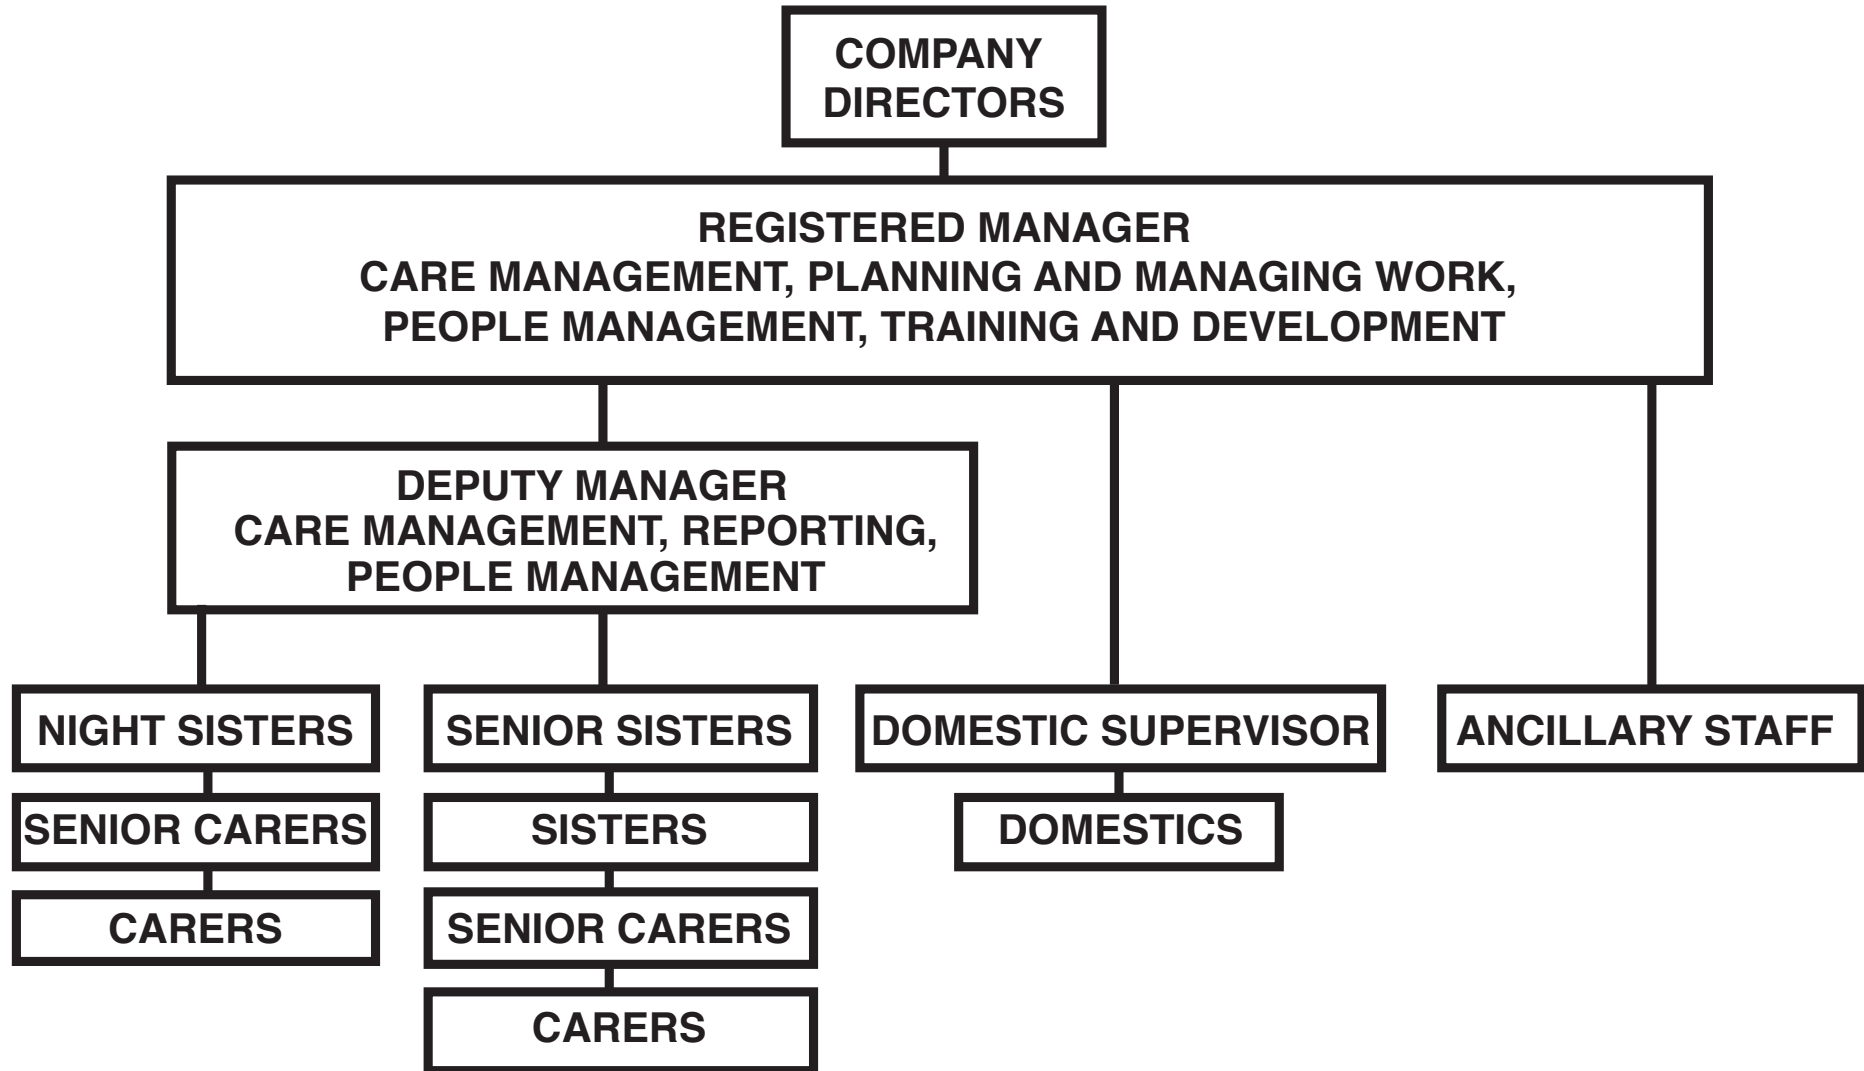 COMPANY
DIRECTORS
REGISTERED MANAGER
CARE MANAGEMENT, PLANNING AND MANAGING WORK,
PEOPLE MANAGEMENT, TRAINING AND DEVELOPMENT
DEPUTY MANAGER
CARE MANAGEMENT, REPORTING,
PEOPLE MANAGEMENT
NIGHT SISTERS
SENIOR CARERS
CARERS
SENIOR SISTERS
SISTERS
SENIOR CARERS
CARERS
DOMESTIC SUPERVISOR
DOMESTICS
ANCILLARY STAFF